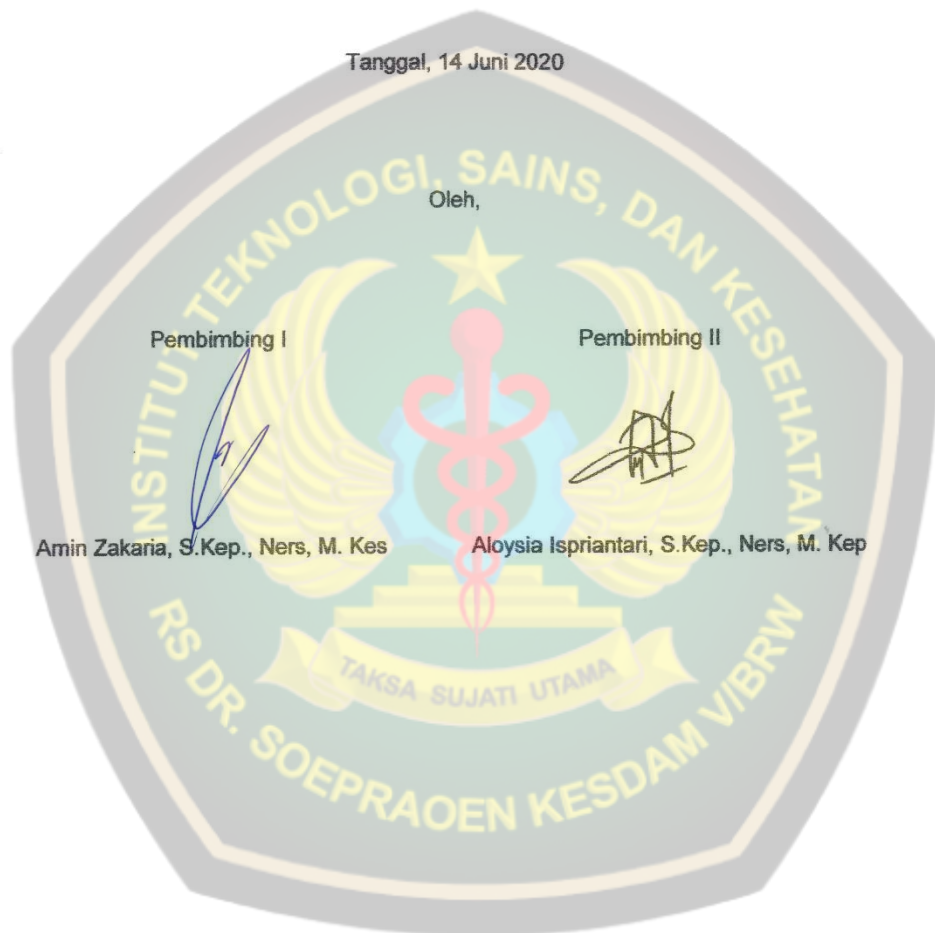 Tanggal, 14 Juni 2020
INSTITUT TEKNOLOGI, SAINS, DAN KESEHATAN
Oleh,
Pembimbing I
Pembimbing II
Amin Zakaria, S.Kep., Ners, M. Kes
Aloysia Ispriantari, S.Kep., Ners, M. Kep
TAKSA SUJATI UTAMA
RS DR. SOEPRAOEN KESDAM V/BRW